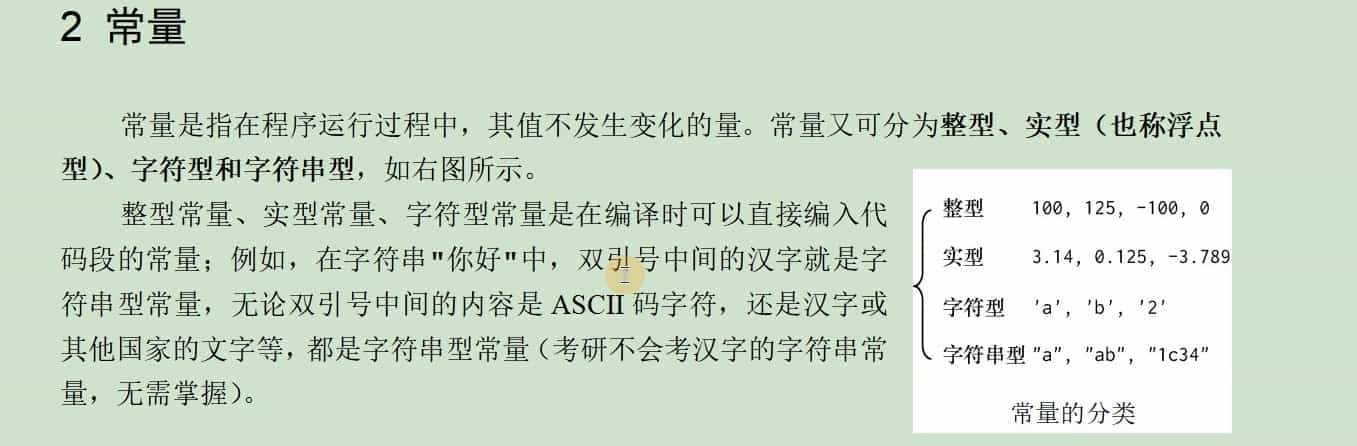 2 常量
常量是指在程序运行过程中，其值不发生变化的量。常量又可分为整型、实型（也称浮点
型）、字符型和字符串型，如右图所示。
整型常量、实型常量、字符型常量是在编译时可以直接编入代
码段的常量；例如，在字符串"你好"中，双引号中间的汉字就是字
符串型常量，无论双引号中间的内容是 ASCII 码字符，还是汉字或
其他国家的文字等，都是字符串型常量（考研不会考汉字的字符串常
量，无需掌握）。
整型 100, 125, -100, 0
实型 3.14, 0.125, -3.789
字符型 'a', 'b', '2'
字符串型 "a", "ab", "1c34"
常量的分类